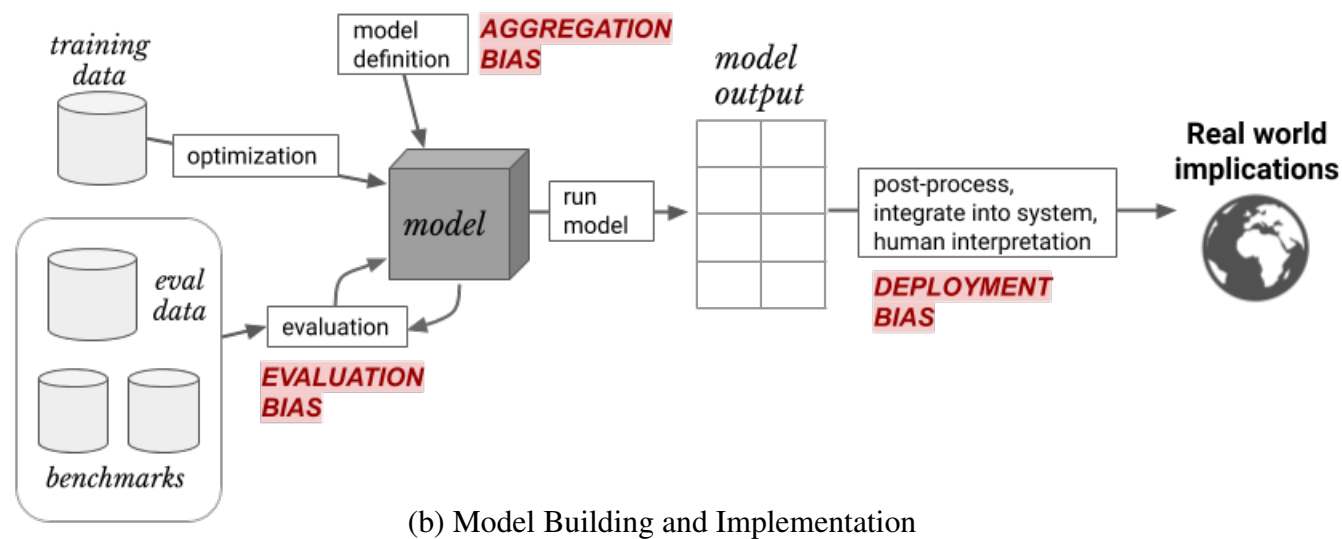 training
data
model
definition
AGGREGATION
BIAS
optimization
model
model
output
run
model
post-process,
integrate into system,
human interpretation
DEPLOYMENT
BIAS
Real world
implications
eval
data
evaluation
EVALUATION
BIAS
benchmarks
(b) Model Building and Implementation